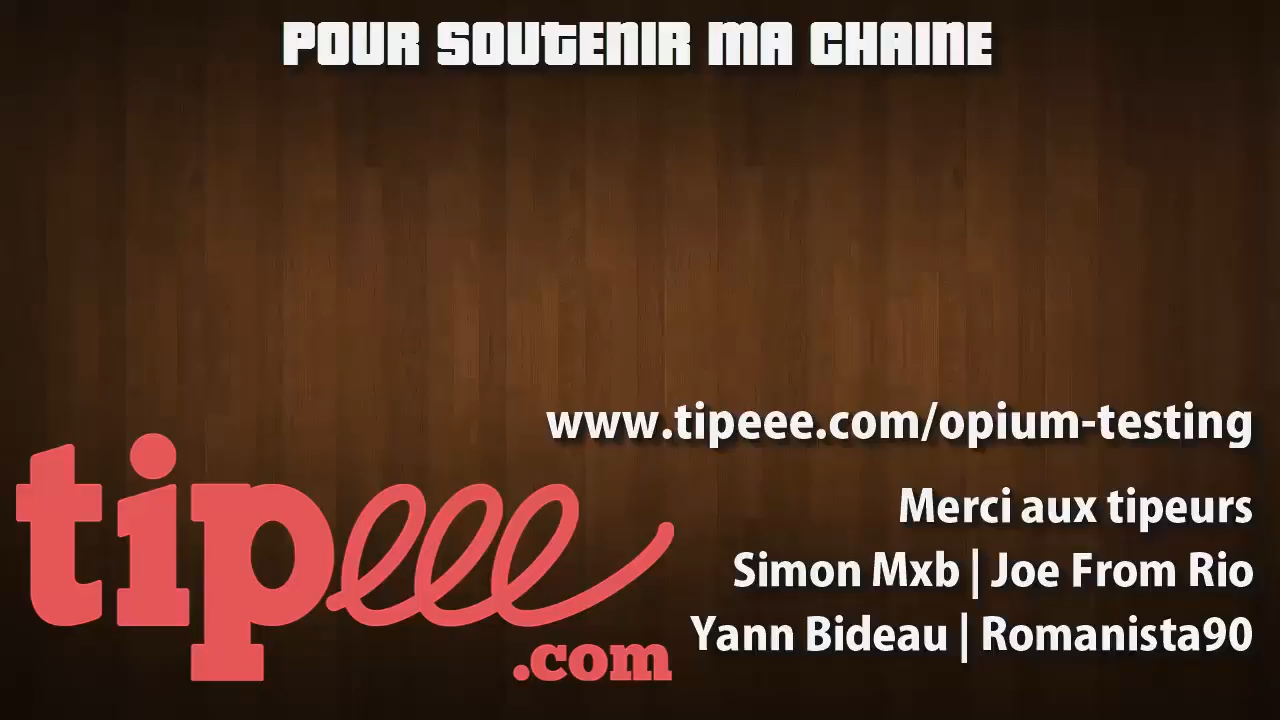 POUR SOUTENIR MA CHAINE
www.tipeee.com/opium-testing
tipeee
.com
Merci aux tipeurs
Simon Mxb | Joe From Rio
Yann Bideau | Romanista90